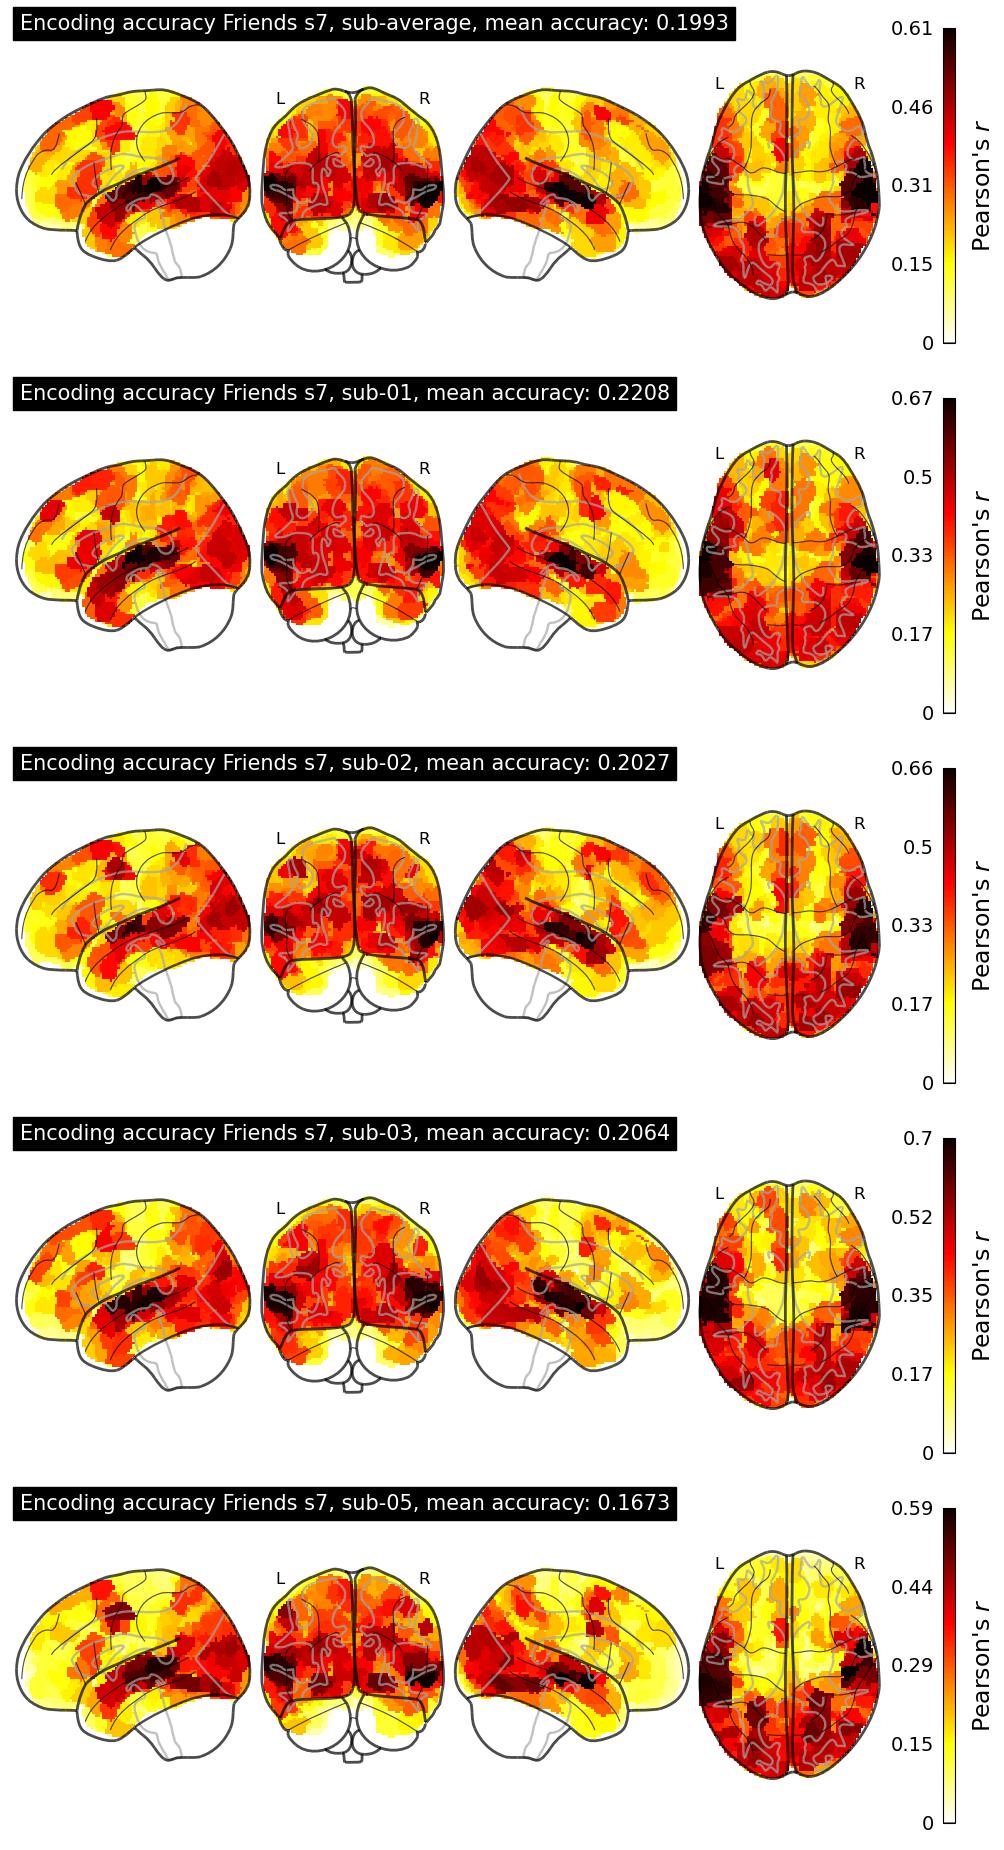 Encoding accuracy Friends s7, sub-average, mean accuracy: 0.1993
L R L R
0.61
0.46
0.31
0.15
0
Pearson's r
Encoding accuracy Friends s7, sub-01, mean accuracy: 0.2208
L R L R
0.67
0.5
0.33
0.17
0
Pearson's r
Encoding accuracy Friends s7, sub-02, mean accuracy: 0.2027
L R L R
0.66
0.5
0.33
0.17
0
Pearson's r
Encoding accuracy Friends s7, sub-03, mean accuracy: 0.2064
L R L R
0.7
0.52
0.35
0.17
0
Pearson's r
Encoding accuracy Friends s7, sub-05, mean accuracy: 0.1673
L R L R
0.59
0.44
0.29
0.15
0
Pearson's r